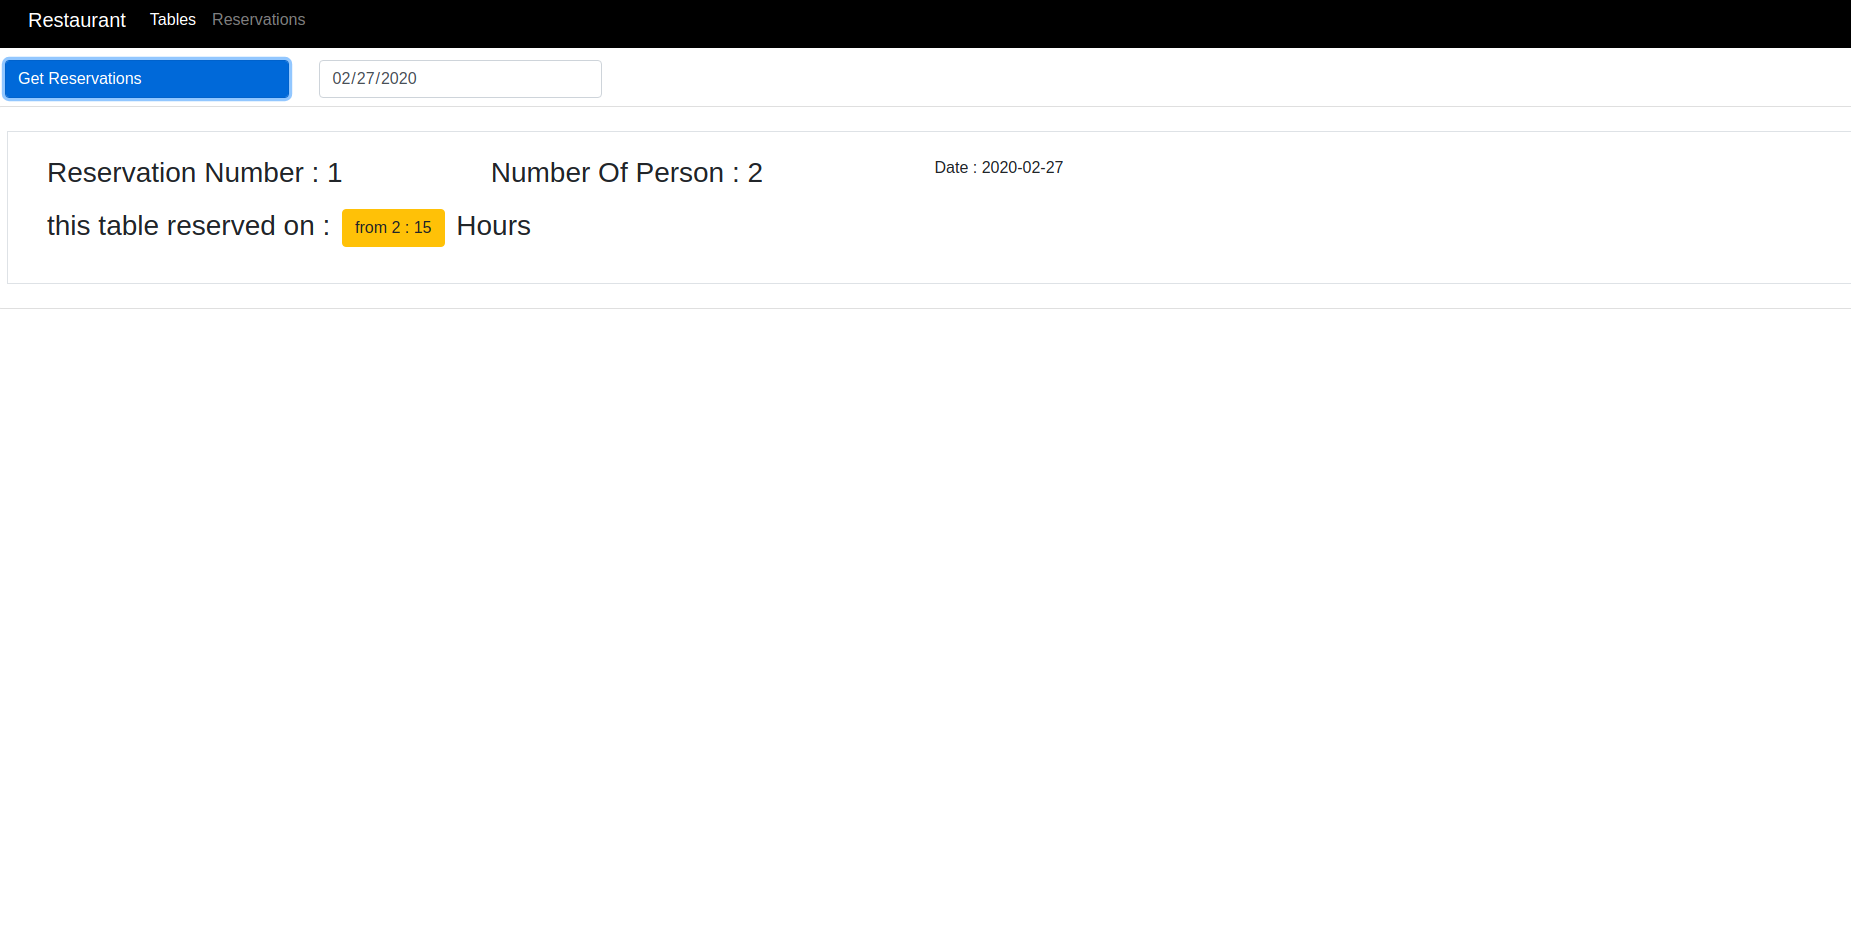 Restaurant Tables Reservations
Get Reservations 02/27/2020
Reservation Number : 1 Number Of Person : 2 Date : 2020-02-27
this table reserved on : from 2 : 15 Hours